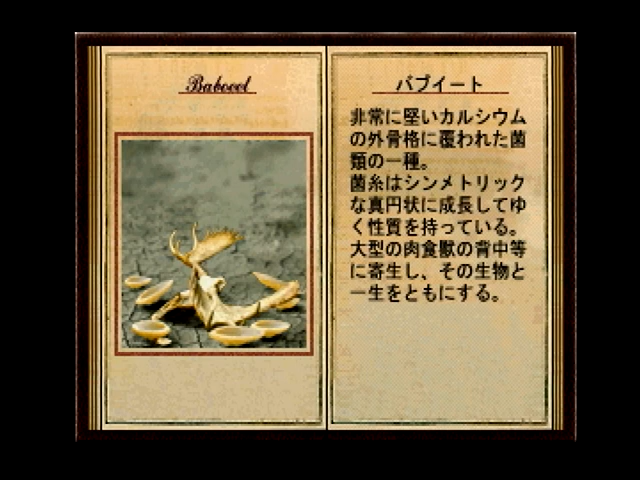 Baboool
バブイート
非常に堅いカルシウム
の外骨格に覆われた菌
類の一種。
菌糸はシンメトリック
な真円状に成長してゆ
く性質を持っている。
大型の肉食獣の背中等
に寄生し、その生物と
一生をともにする。